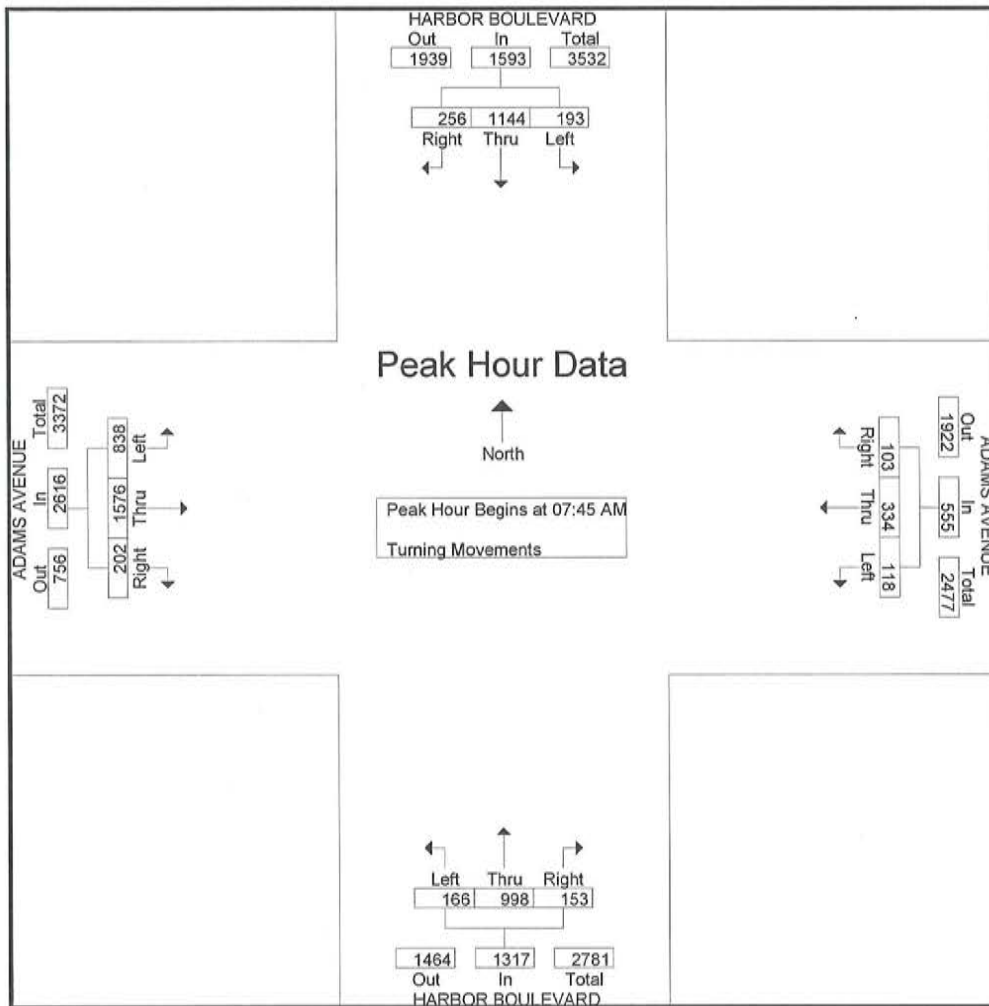 HARBOR BOULEVARD
Out In Total
1939 1593 3532
256 1144 193
Right Thru Left
Peak Hour Data
North
Peak Hour Begins at 07:45 AM
Turning Movements
ADAMS AVENUE
Total In Out
3372 2616 756
838 1576 202
Left Thru Right
Right Thru Left
103 334 118
1922 555 2477
Out In Total
ADAMS AVENUE
Left Thru Right
166 998 153
1464 1317 2781
Out In Total
HARBOR BOULEVARD